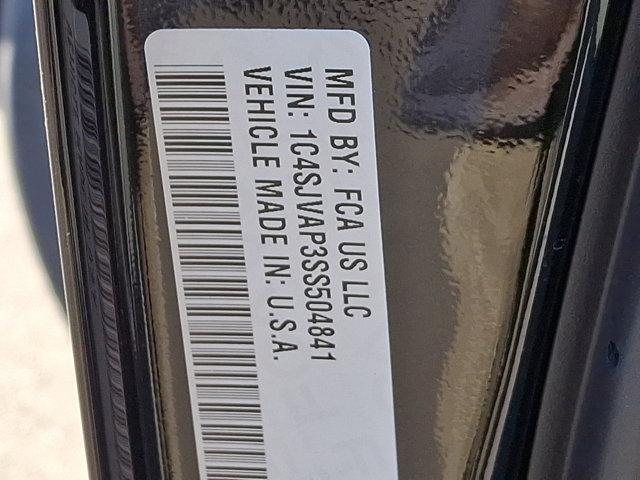 MFD BY: FCA US LLC
VIN: 1C4SJVAP3SS504841
VEHICLE MADE IN: U.S.A.